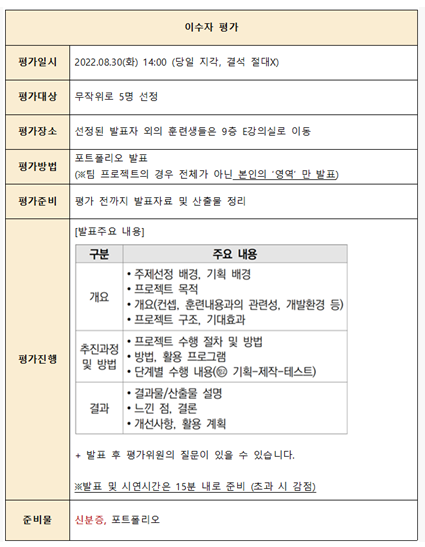 이수자 평가
평가일시 2022.08.30(화) 14:00 (당일 지각, 결석 절대X)
평가대상 무작위로 5명 선정
평가장소 선정된 발표자 외의 훈련생들은 9층 E강의실로 이동
평가방법 포트폴리오 발표
(※팀 프로젝트의 경우 전체가 아닌 본인의 '영역' 만 발표)
평가준비 평가 전까지 발표자료 및 산출물 정리
평가진행
[발표주요 내용]
구분 주요 내용
개요
• 주제선정 배경, 기획 배경
• 프로젝트 목적
• 개요(컨셉, 훈련내용과의 관련성, 개발환경 등)
• 프로젝트 구조, 기대효과
추진과정
및 방법
• 프로젝트 수행 절차 및 방법
• 방법, 활용 프로그램
• 단계별 수행 내용(예 기획-제작-테스트)
결과
• 결과물/산출물 설명
• 느낀 점, 결론
• 개선사항, 활용 계획
+ 발표 후 평가위원의 질문이 있을 수 있습니다.
※발표 및 시연시간은 15분 내로 준비 (초과 시 감점)
준비물 신분증, 포트폴리오